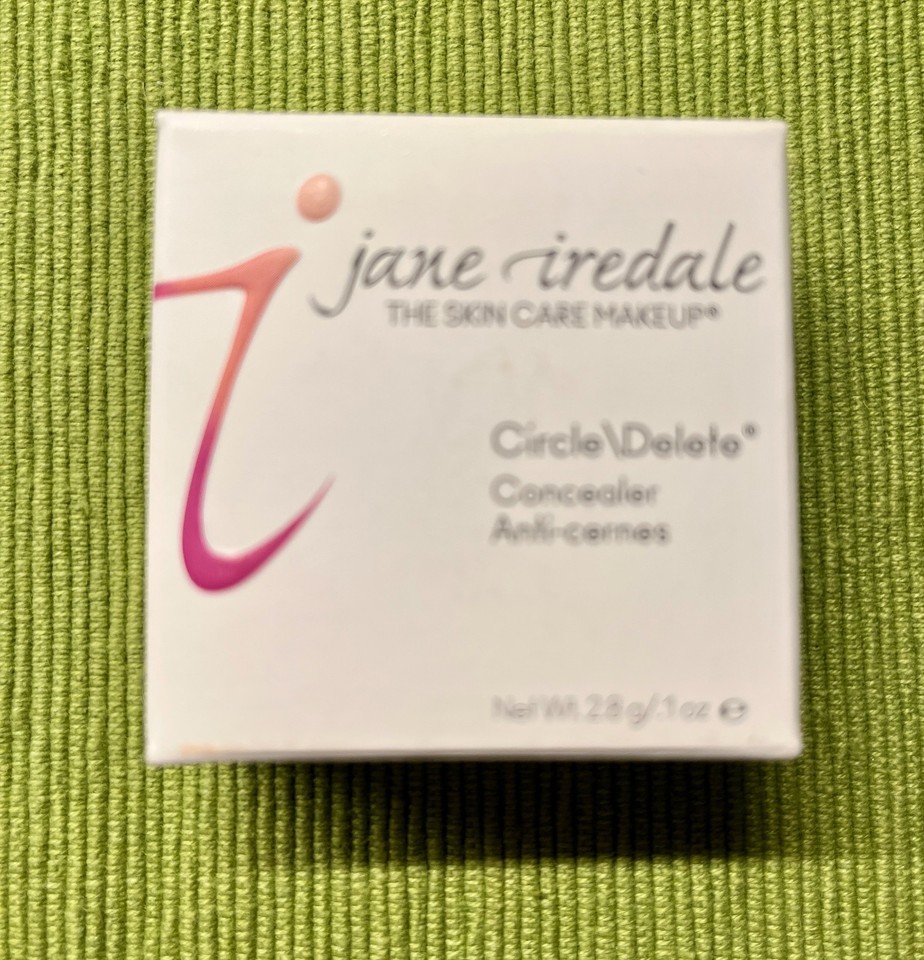 jane iredale
THE SKIN CARE MAKEUP®
Circle\Delete®
Concealer
Anti-cernes
Net Wt. 2.8 g/.1 oz ℮